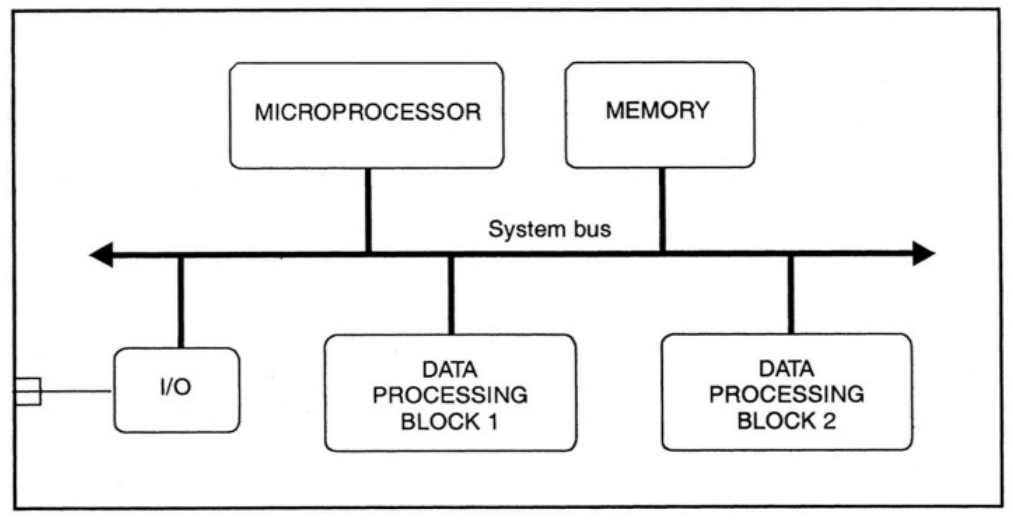 MICROPROCESSOR
MEMORY
System bus
I/O
DATA
PROCESSING
BLOCK 1
DATA
PROCESSING
BLOCK 2